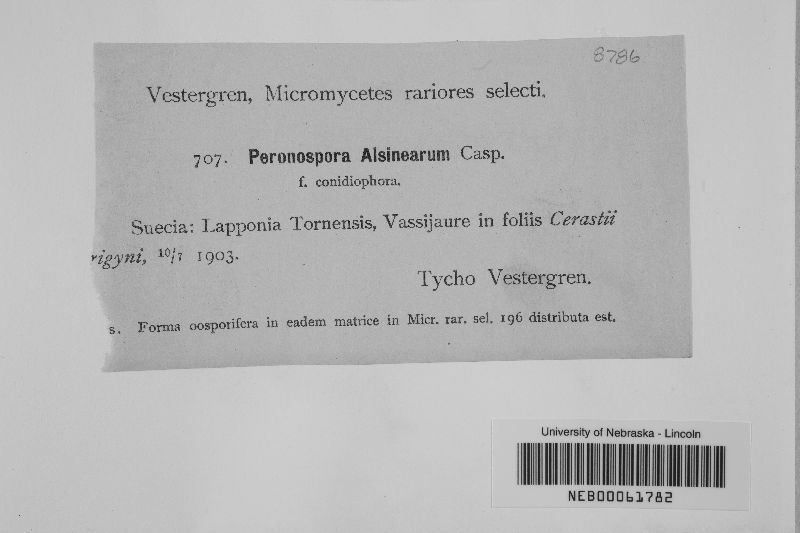 8786
Vestergren, Micromycetes rariores selecti.
707. Peronospora Alsinearum Casp.
f. conidiophora.
Suecia: Lapponia Tornensis, Vassijaure in foliis Cerastii
rigyni, 10/7 1903.
Tycho Vestergren.
s. Forma oosporifera in eadem matrice in Micr. rar. sel. 196 distributa est.
University of Nebraska - Lincoln
NEB00061782